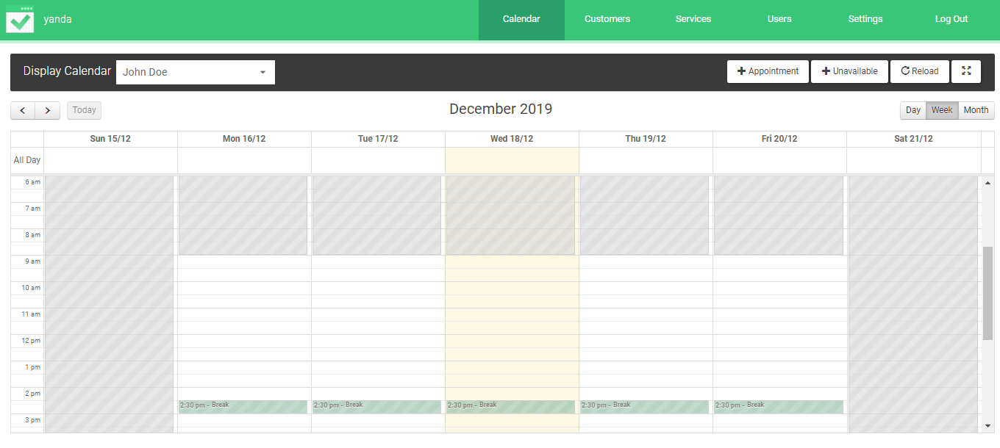 yanda
Calendar Customers Services Users Settings Log Out
Display Calendar John Doe Appointment Unavailable Reload
Today December 2019 Day Week Month
Sun 15/12 Mon 16/12 Tue 17/12 Wed 18/12 Thu 19/12 Fri 20/12 Sat 21/12
All Day
6 am
7 am
8 am
9 am
10 am
11 am
12 pm
1 pm
2 pm
2:30 pm - Break 2:30 pm - Break 2:30 pm - Break 2:30 pm - Break 2:30 pm - Break
3 pm